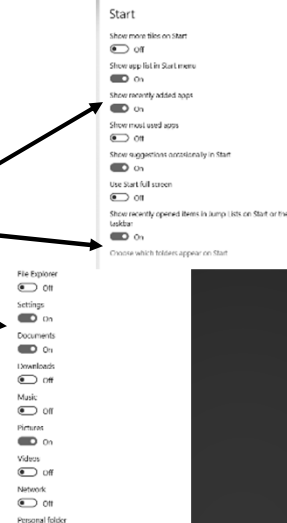 Start
Show more tiles on Start
Off
Show app list in Start menu
On
Show recently added apps
On
Show most used apps
Off
Show suggestions occasionally in Start
On
Use Start full screen
Off
Show recently opened items in Jump Lists on Start or the
taskbar
On
Choose which folders appear on Start
File Explorer
Off
Settings
On
Documents
On
Downloads
Off
Music
Off
Pictures
On
Videos
Off
Network
Off
Personal folder